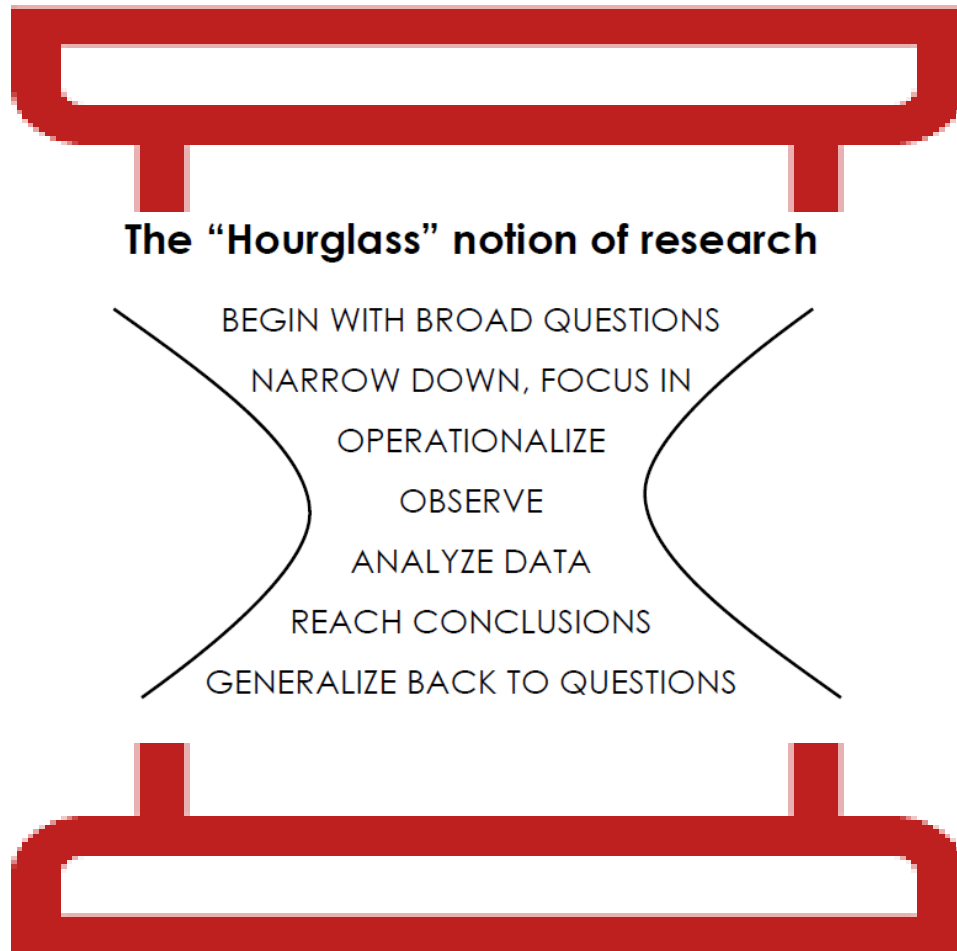 The “Hourglass” notion of research
BEGIN WITH BROAD QUESTIONS
NARROW DOWN, FOCUS IN
OPERATIONALIZE
OBSERVE
ANALYZE DATA
REACH CONCLUSIONS
GENERALIZE BACK TO QUESTIONS